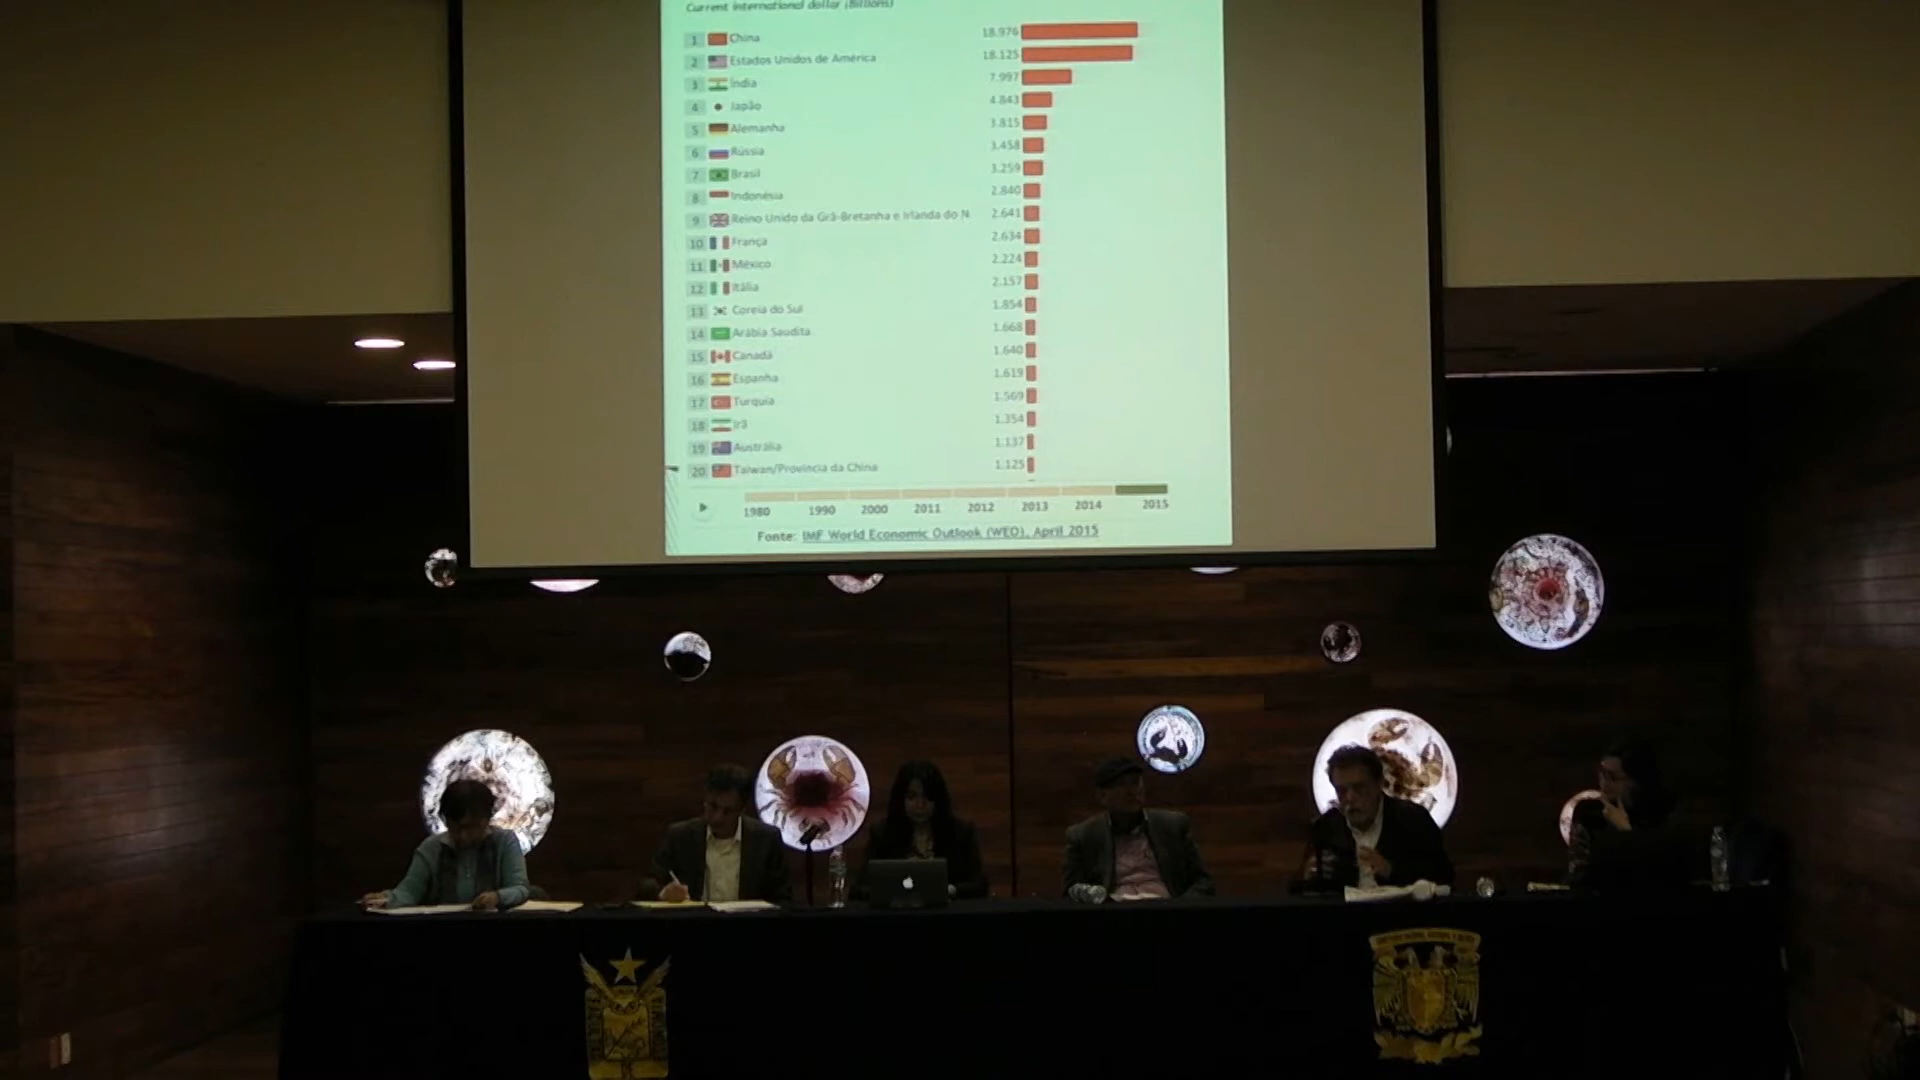 Current international dollar (Billions)
1 China 18.976
2 Estados Unidos de América 18.125
3 Índia 7.997
4 Japão 4.843
5 Alemanha 3.815
6 Rússia 3.458
7 Brasil 3.259
8 Indonésia 2.840
9 Reino Unido da Grã-Bretanha e Irlanda do N 2.641
10 França 2.634
11 México 2.224
12 Itália 2.157
13 Coreia do Sul 1.854
14 Arábia Saudita 1.668
15 Canadá 1.640
16 Espanha 1.619
17 Turquia 1.569
18 Irã 1.354
19 Austrália 1.137
20 Taiwan/Província da China 1.125
1980 1990 2000 2011 2012 2013 2014 2015
Fonte: IMF World Economic Outlook (WEO), April 2015